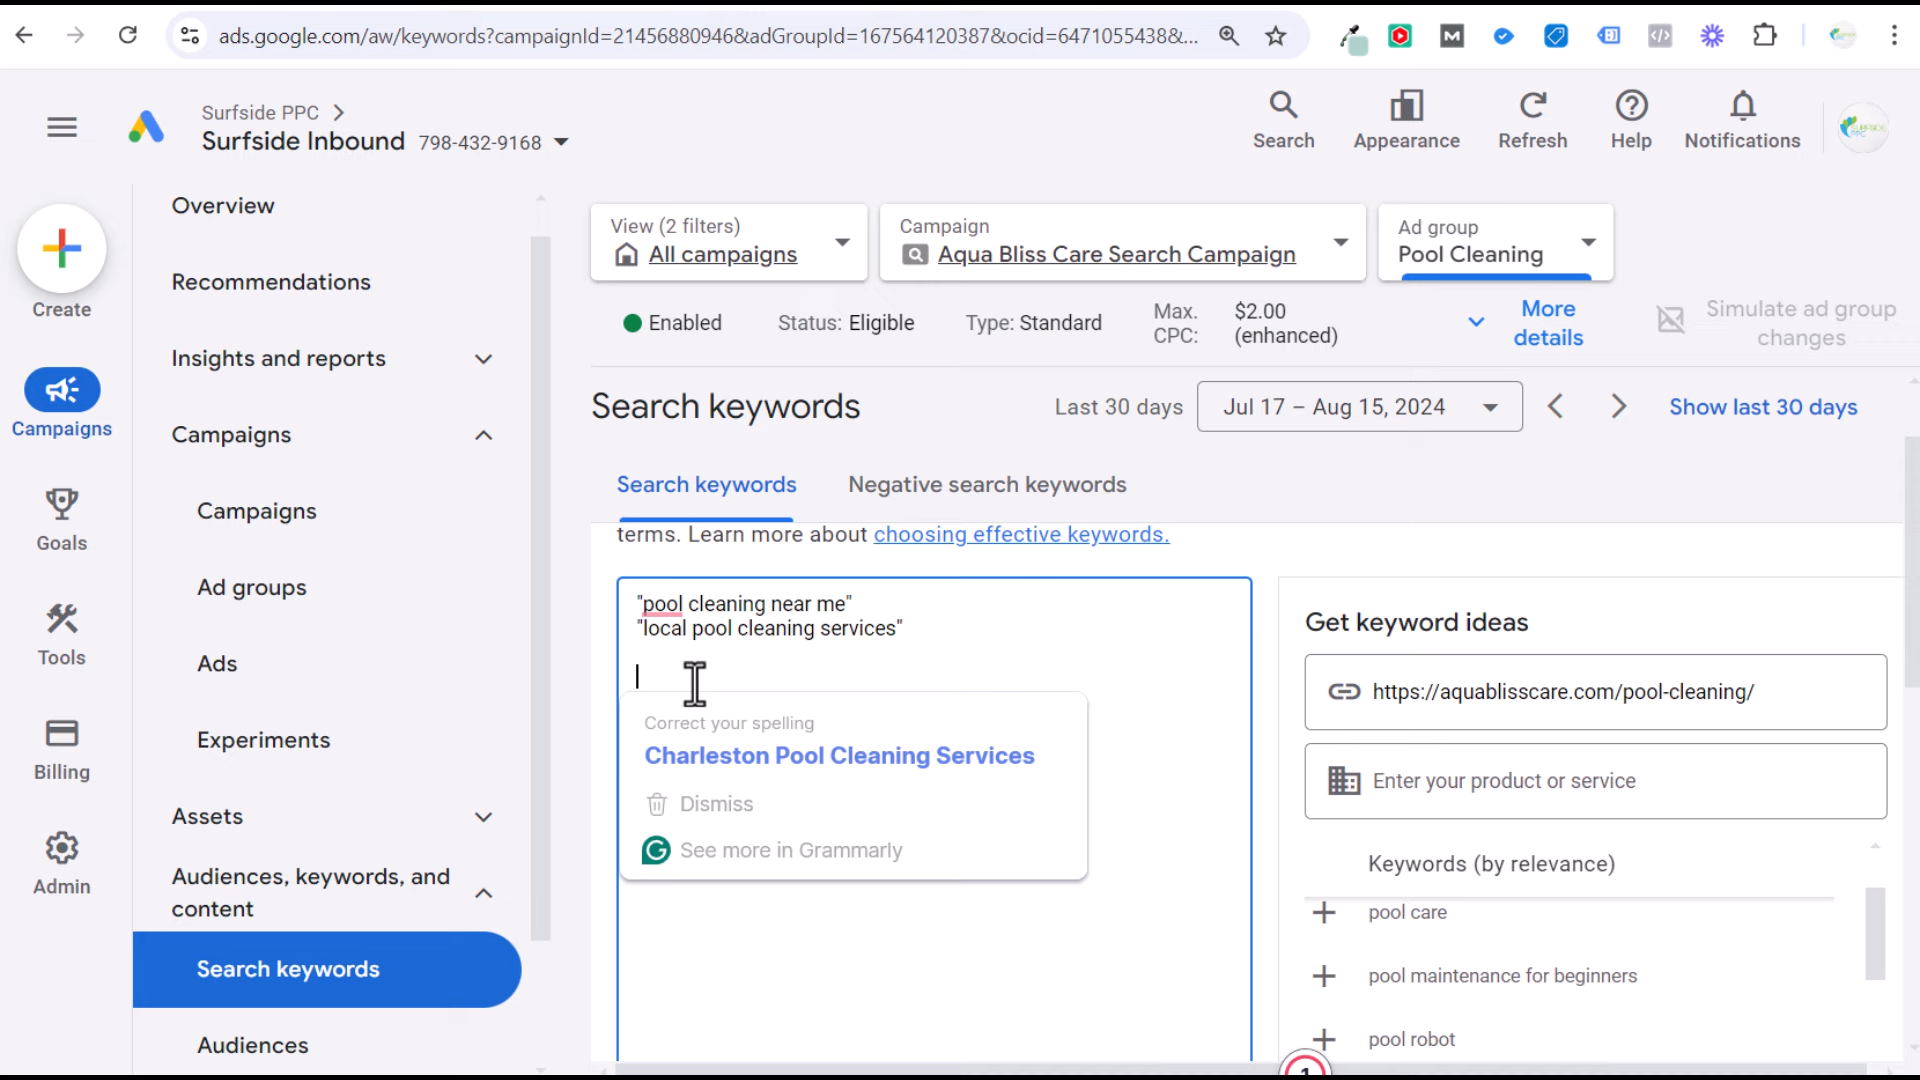 ads.google.com/aw/keywords?campaignId=21456880946&adGroupId=167564120387&ocid=6471055438&...
Surfside PPC
Surfside Inbound 798-432-9168
Search
Appearance
Refresh
Help
Notifications
Create
Campaigns
Goals
Tools
Billing
Admin
Overview
Recommendations
Insights and reports
Campaigns
Campaigns
Ad groups
Ads
Experiments
Assets
Audiences, keywords, and
content
Search keywords
Audiences
View (2 filters)
All campaigns
Campaign
Aqua Bliss Care Search Campaign
Ad group
Pool Cleaning
Enabled
Status: Eligible
Type: Standard
Max.
CPC:
$2.00
(enhanced)
More
details
Simulate ad group
changes
Search keywords
Last 30 days
Jul 17 – Aug 15, 2024
Show last 30 days
Search keywords
Negative search keywords
terms. Learn more about choosing effective keywords.
"pool cleaning near me"
"local pool cleaning services"
Correct your spelling
Charleston Pool Cleaning Services
Dismiss
See more in Grammarly
Get keyword ideas
https://aquablisscare.com/pool-cleaning/
Enter your product or service
Keywords (by relevance)
pool care
pool maintenance for beginners
pool robot